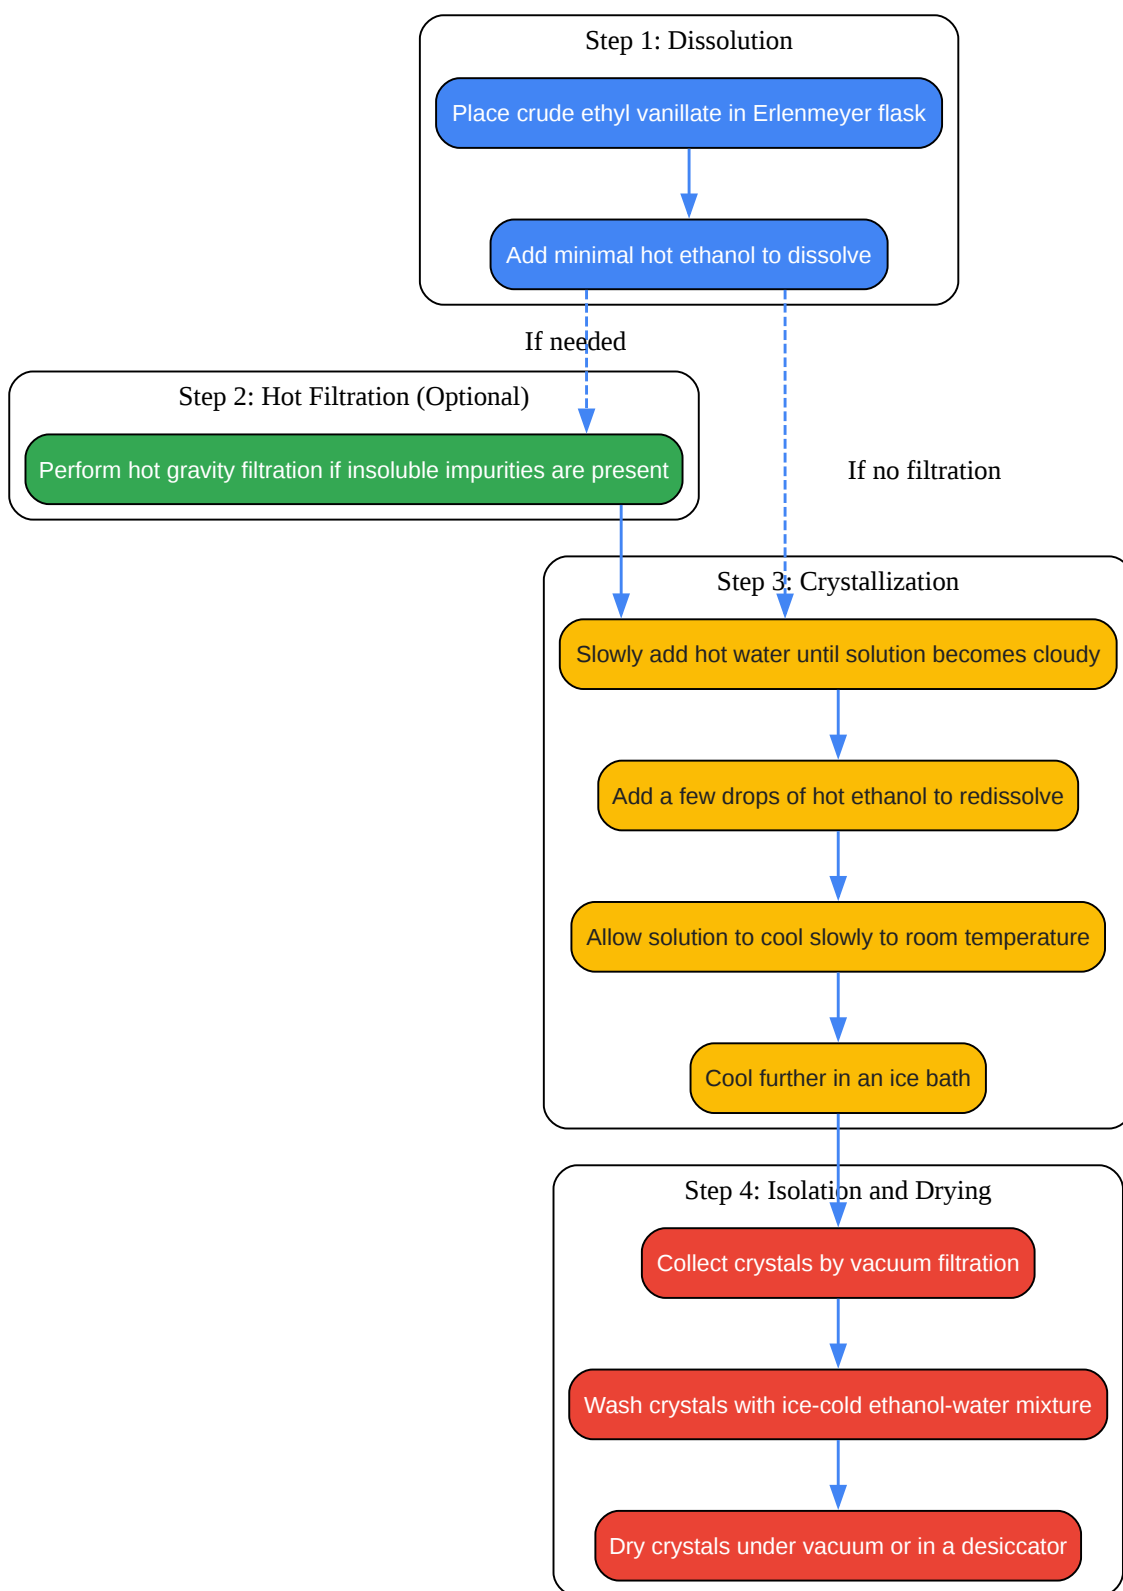 Step 1: Dissolution
Place crude ethyl vanillate in Erlenmeyer flask
Add minimal hot ethanol to dissolve
If needed
Step 2: Hot Filtration (Optional)
Perform hot gravity filtration if insoluble impurities are present
If no filtration
Step 3: Crystallization
Slowly add hot water until solution becomes cloudy
Add a few drops of hot ethanol to redissolve
Allow solution to cool slowly to room temperature
Cool further in an ice bath
Step 4: Isolation and Drying
Collect crystals by vacuum filtration
Wash crystals with ice-cold ethanol-water mixture
Dry crystals under vacuum or in a desiccator